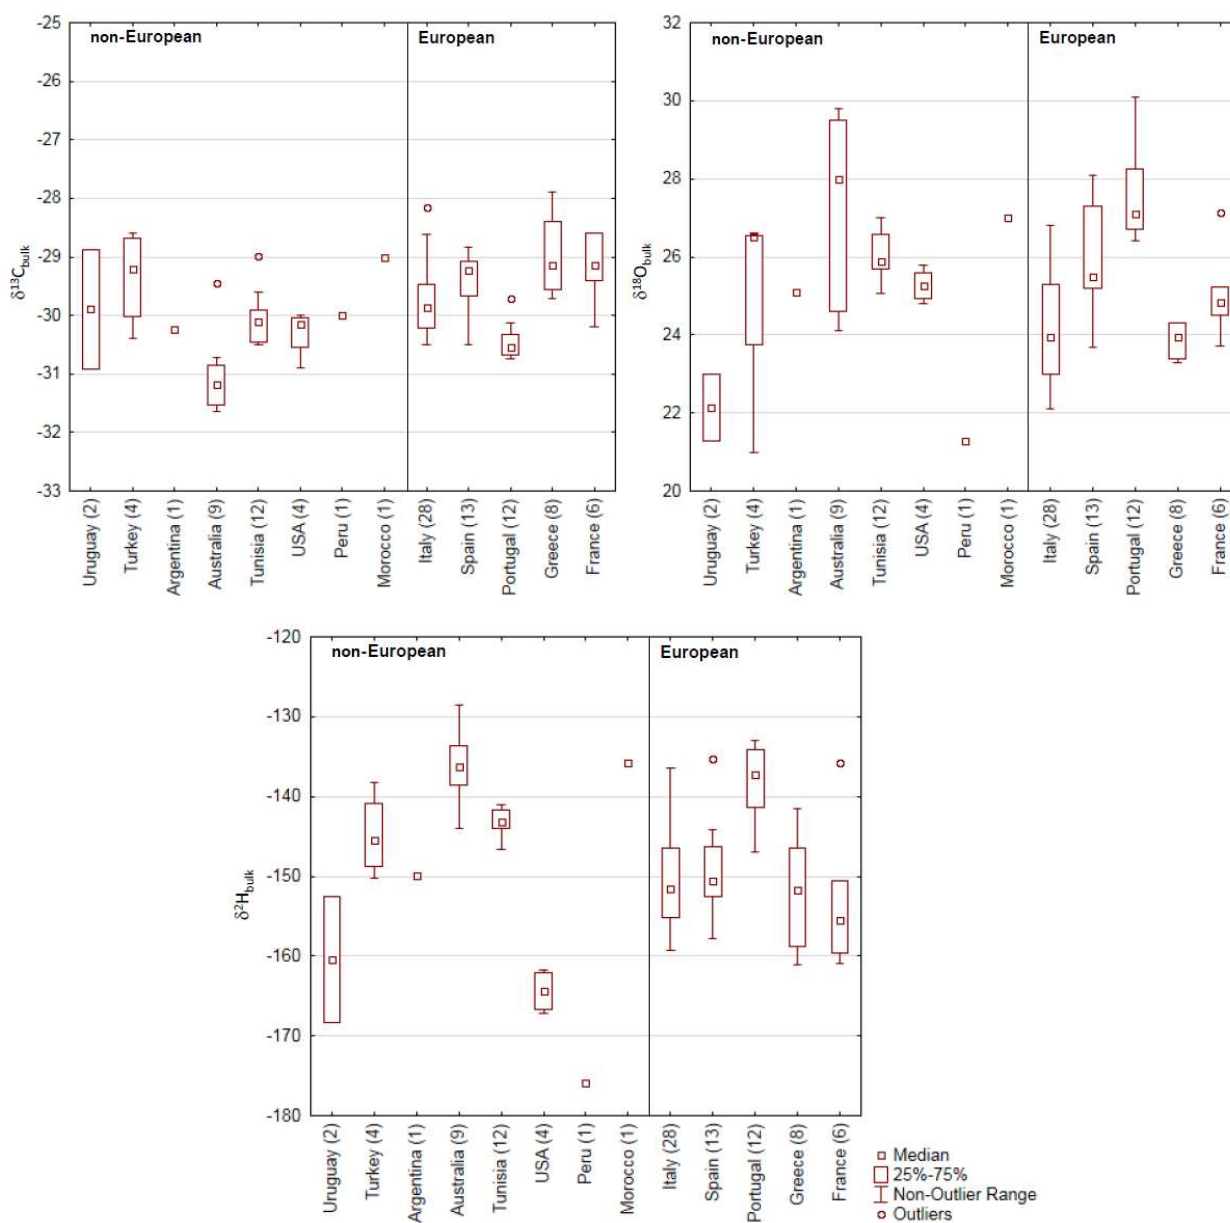 non-European European
δ13Cbulk
-25
-26
-27
-28
-29
-30
-31
-32
-33
Uruguay (2)
Turkey (4)
Argentina (1)
Australia (9)
Tunisia (12)
USA (4)
Peru (1)
Morocco (1)
Italy (28)
Spain (13)
Portugal (12)
Greece (8)
France (6)
non-European European
δ18Obulk
32
30
28
26
24
22
20
Uruguay (2)
Turkey (4)
Argentina (1)
Australia (9)
Tunisia (12)
USA (4)
Peru (1)
Morocco (1)
Italy (28)
Spain (13)
Portugal (12)
Greece (8)
France (6)
non-European European
δ2Hbulk
-120
-130
-140
-150
-160
-170
-180
Uruguay (2)
Turkey (4)
Argentina (1)
Australia (9)
Tunisia (12)
USA (4)
Peru (1)
Morocco (1)
Italy (28)
Spain (13)
Portugal (12)
Greece (8)
France (6)
Median
25%-75%
Non-Outlier Range
Outliers